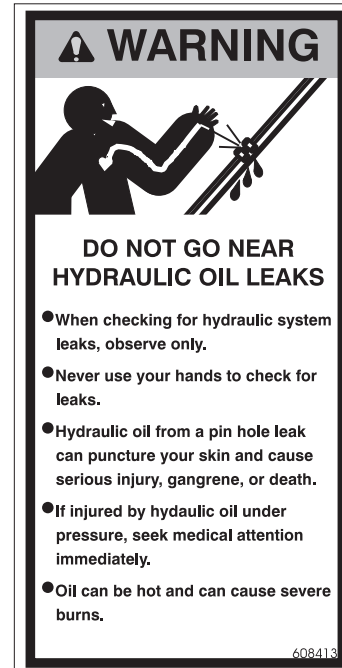 WARNING
DO NOT GO NEAR
HYDRAULIC OIL LEAKS
●When checking for hydraulic system
leaks, observe only.
●Never use your hands to check for
leaks.
●Hydraulic oil from a pin hole leak
can puncture your skin and cause
serious injury, gangrene, or death.
●If injured by hydaulic oil under
pressure, seek medical attention
immediately.
●Oil can be hot and can cause severe
burns.
608413